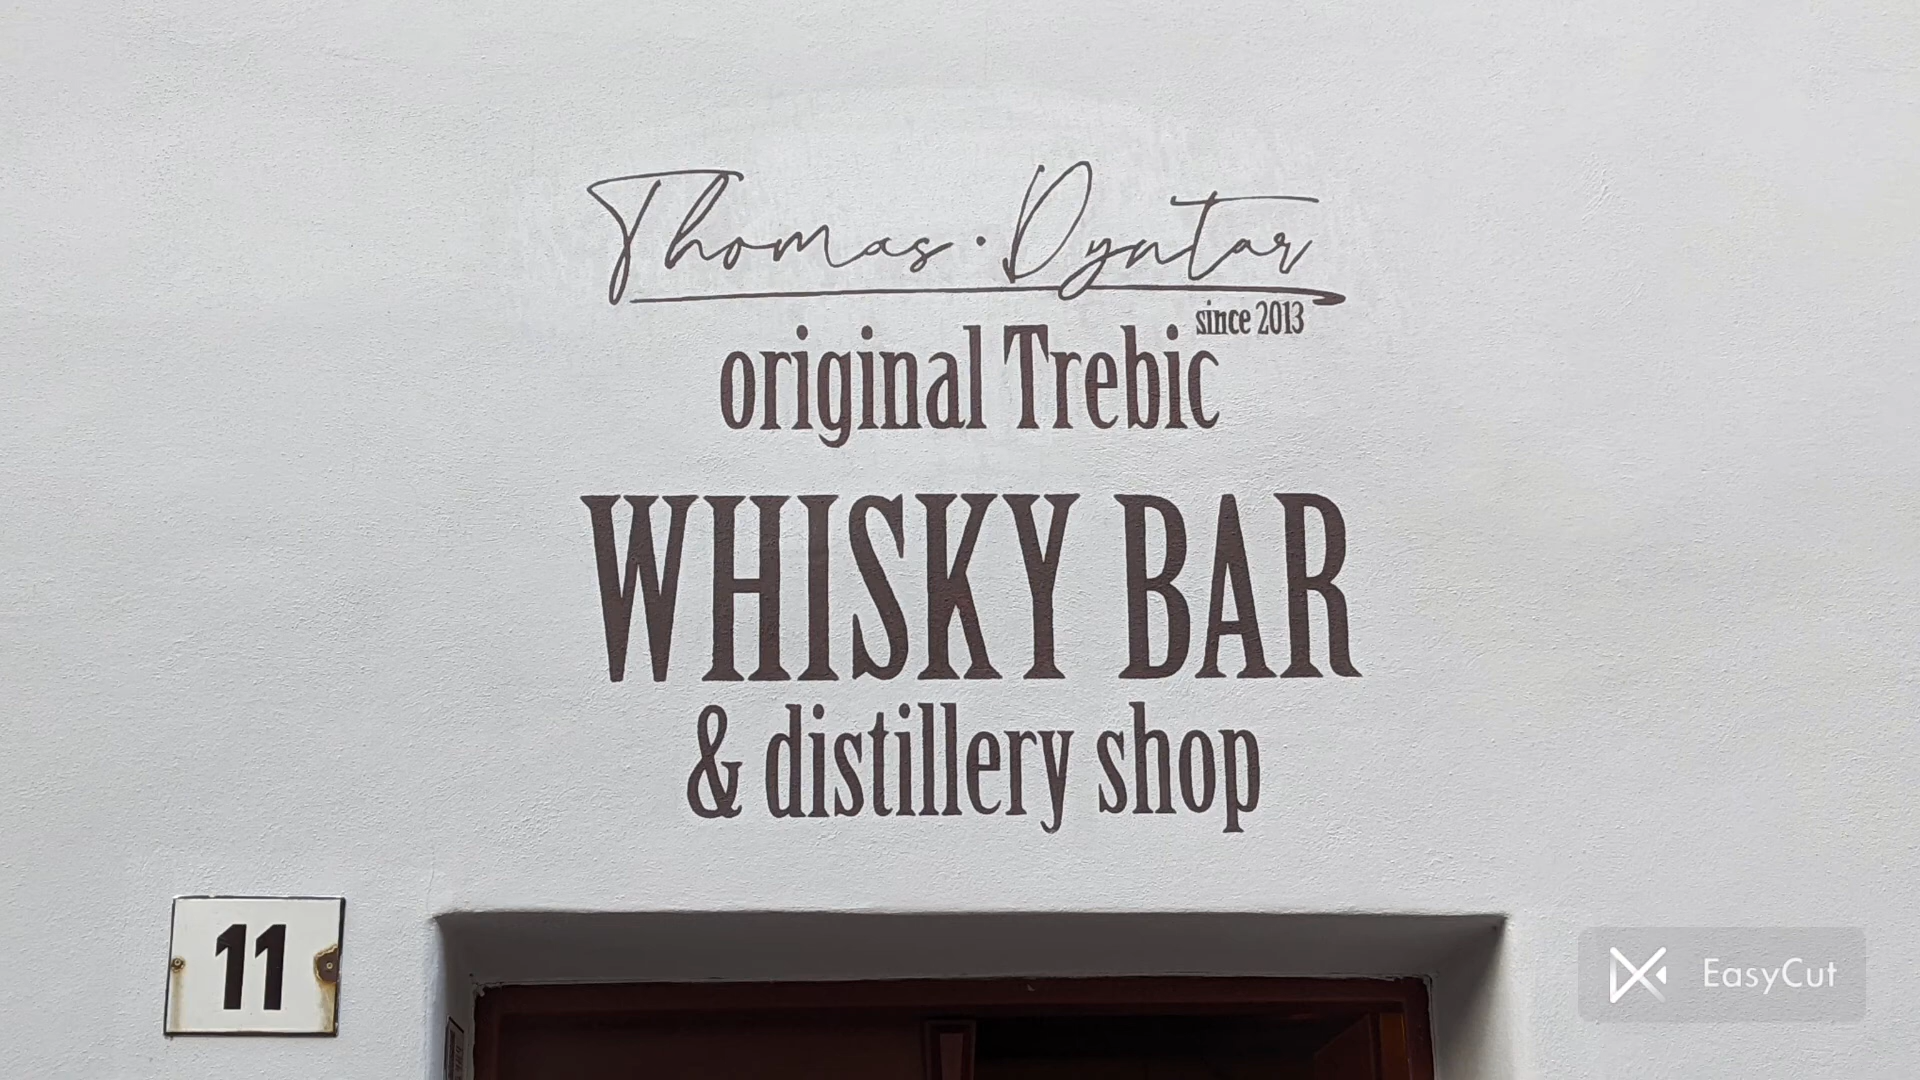 Thomas · Dyntar
since 2013
original Trebic
WHISKY BAR
& distillery shop
11
EasyCut